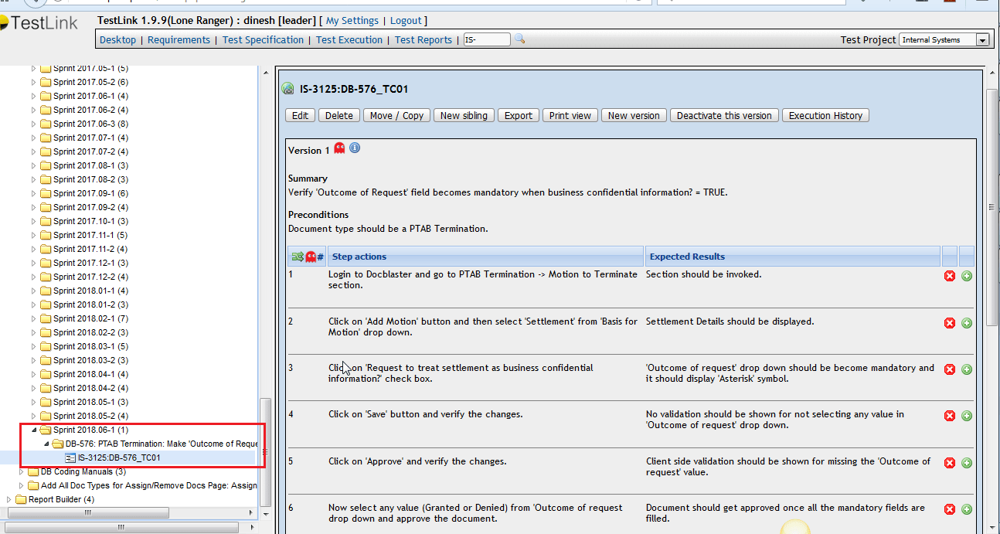 TestLink
TestLink 1.9.9(Lone Ranger) : dinesh [leader] [ My Settings | Logout ]
Desktop | Requirements | Test Specification | Test Execution | Test Reports | IS-
Test Project Internal Systems
Sprint 2017.05-1 (5)
Sprint 2017.05-2 (6)
Sprint 2017.06-1 (4)
Sprint 2017.06-2 (4)
Sprint 2017.06-3 (8)
Sprint 2017.07-1 (4)
Sprint 2017.07-2 (4)
Sprint 2017.08-1 (3)
Sprint 2017.08-2 (3)
Sprint 2017.09-1 (6)
Sprint 2017.09-2 (4)
Sprint 2017.10-1 (3)
Sprint 2017.11-1 (5)
Sprint 2017.11-2 (4)
Sprint 2017.12-1 (3)
Sprint 2017.12-2 (4)
Sprint 2018.01-1 (4)
Sprint 2018.01-2 (3)
Sprint 2018.02-1 (7)
Sprint 2018.02-2 (3)
Sprint 2018.03-1 (5)
Sprint 2018.03-2 (3)
Sprint 2018.04-1 (4)
Sprint 2018.04-2 (4)
Sprint 2018.05-1 (3)
Sprint 2018.05-2 (4)
Sprint 2018.06-1 (1)
DB-576: PTAB Termination: Make 'Outcome of Reque
IS-3125:DB-576_TC01
DB Coding Manuals (3)
Add All Doc Types for Assign/Remove Docs Page: Assign
Report Builder (4)
IS-3125:DB-576_TC01
Edit Delete Move / Copy New sibling Export Print view New version Deactivate this version Execution History
Version 1
Summary
Verify 'Outcome of Request' field becomes mandatory when business confidential information? = TRUE.
Preconditions
Document type should be a PTAB Termination.
# Step actions Expected Results
1 Login to Docblaster and go to PTAB Termination -> Motion to Terminate Section should be invoked.
section.
2 Click on 'Add Motion' button and then select 'Settlement' from 'Basis for Settlement Details should be displayed.
Motion' drop down.
3 Click on 'Request to treat settlement as business confidential 'Outcome of request' drop down should be become mandatory and
information?' check box. it should display 'Asterisk' symbol.
4 Click on 'Save' button and verify the changes. No validation should be shown for not selecting any value in
'Outcome of request' drop down.
5 Click on 'Approve' and verify the changes. Client side validation should be shown for missing the 'Outcome of
request' value.
6 Now select any value (Granted or Denied) from 'Outcome of request Document should get approved once all the mandatory fields are
drop down and approve the document. filled.